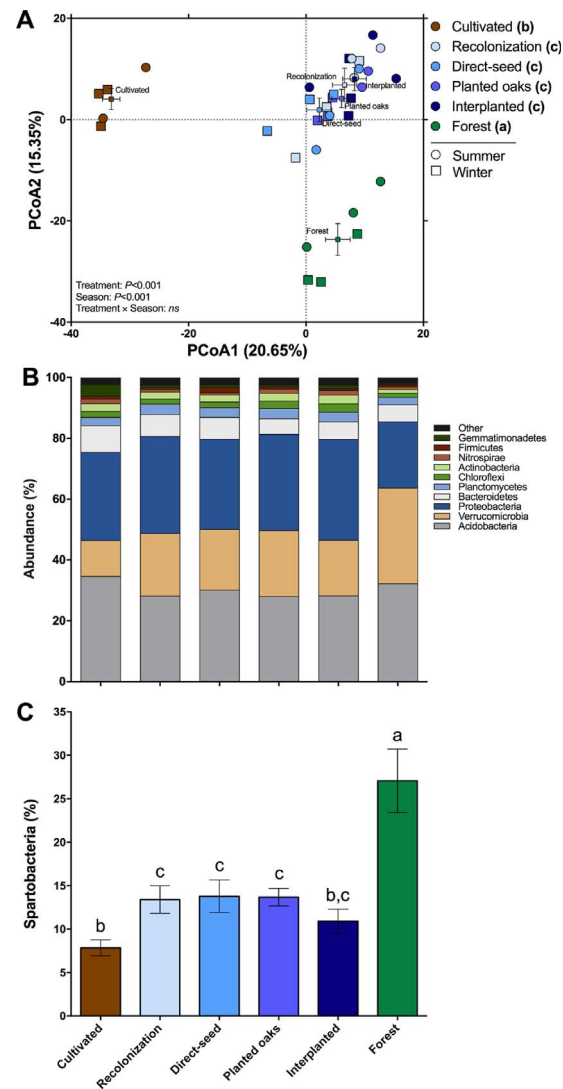 A
20
0
-20
-40
PCoA2 (15.35%)
-40
-20
0
20
PCoA1 (20.65%)
Cultivated
Recolonization
Interplanted
Planted oaks
Direct-seed
Forest
Treatment: P<0.001
Season: P<0.001
Treatment × Season: ns
Cultivated (b)
Recolonization (c)
Direct-seed (c)
Planted oaks (c)
Interplanted (c)
Forest (a)
Summer
Winter
B
100
80
60
40
20
0
Abundance (%)
Other
Gemmatimonadetes
Firmicutes
Nitrospirae
Actinobacteria
Chloroflexi
Planctomycetes
Bacteroidetes
Proteobacteria
Verrucomicrobia
Acidobacteria
C
35
30
25
20
15
10
5
0
Spartobacteria (%)
b
c
c
c
b,c
a
Cultivated
Recolonization
Direct-seed
Planted oaks
Interplanted
Forest